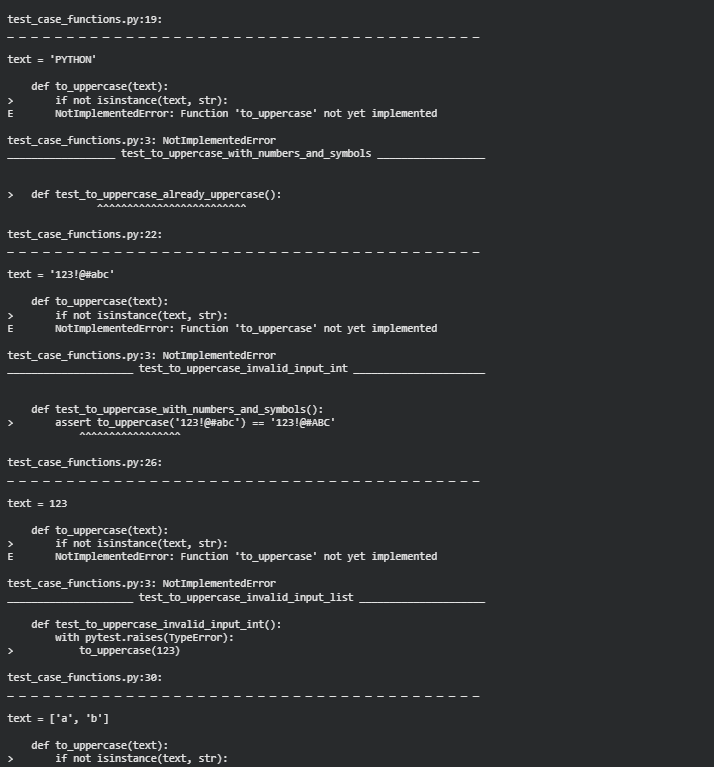 test_case_functions.py:19:
_ _ _ _ _ _ _ _ _ _ _ _ _ _ _ _ _ _ _ _ _ _ _ _ _ _ _ _ _ _ _ _ _ _ _ _ _ _ _ _
text = 'PYTHON'
    def to_uppercase(text):
>       if not isinstance(text, str):
E       NotImplementedError: Function 'to_uppercase' not yet implemented
test_case_functions.py:3: NotImplementedError
__________________ test_to_uppercase_with_numbers_and_symbols __________________
>   def test_to_uppercase_already_uppercase():
               ^^^^^^^^^^^^^^^^^^^^^^^^^
test_case_functions.py:22:
_ _ _ _ _ _ _ _ _ _ _ _ _ _ _ _ _ _ _ _ _ _ _ _ _ _ _ _ _ _ _ _ _ _ _ _ _ _ _ _
text = '123!@#abc'
    def to_uppercase(text):
>       if not isinstance(text, str):
E       NotImplementedError: Function 'to_uppercase' not yet implemented
test_case_functions.py:3: NotImplementedError
_____________________ test_to_uppercase_invalid_input_int ______________________
    def test_to_uppercase_with_numbers_and_symbols():
>       assert to_uppercase('123!@#abc') == '123!@#ABC'
            ^^^^^^^^^^^^^^^^^
test_case_functions.py:26:
_ _ _ _ _ _ _ _ _ _ _ _ _ _ _ _ _ _ _ _ _ _ _ _ _ _ _ _ _ _ _ _ _ _ _ _ _ _ _ _
text = 123
    def to_uppercase(text):
>       if not isinstance(text, str):
E       NotImplementedError: Function 'to_uppercase' not yet implemented
test_case_functions.py:3: NotImplementedError
_____________________ test_to_uppercase_invalid_input_list _____________________
    def test_to_uppercase_invalid_input_int():
        with pytest.raises(TypeError):
>           to_uppercase(123)
test_case_functions.py:30:
_ _ _ _ _ _ _ _ _ _ _ _ _ _ _ _ _ _ _ _ _ _ _ _ _ _ _ _ _ _ _ _ _ _ _ _ _ _ _ _
text = ['a', 'b']
    def to_uppercase(text):
>       if not isinstance(text, str):